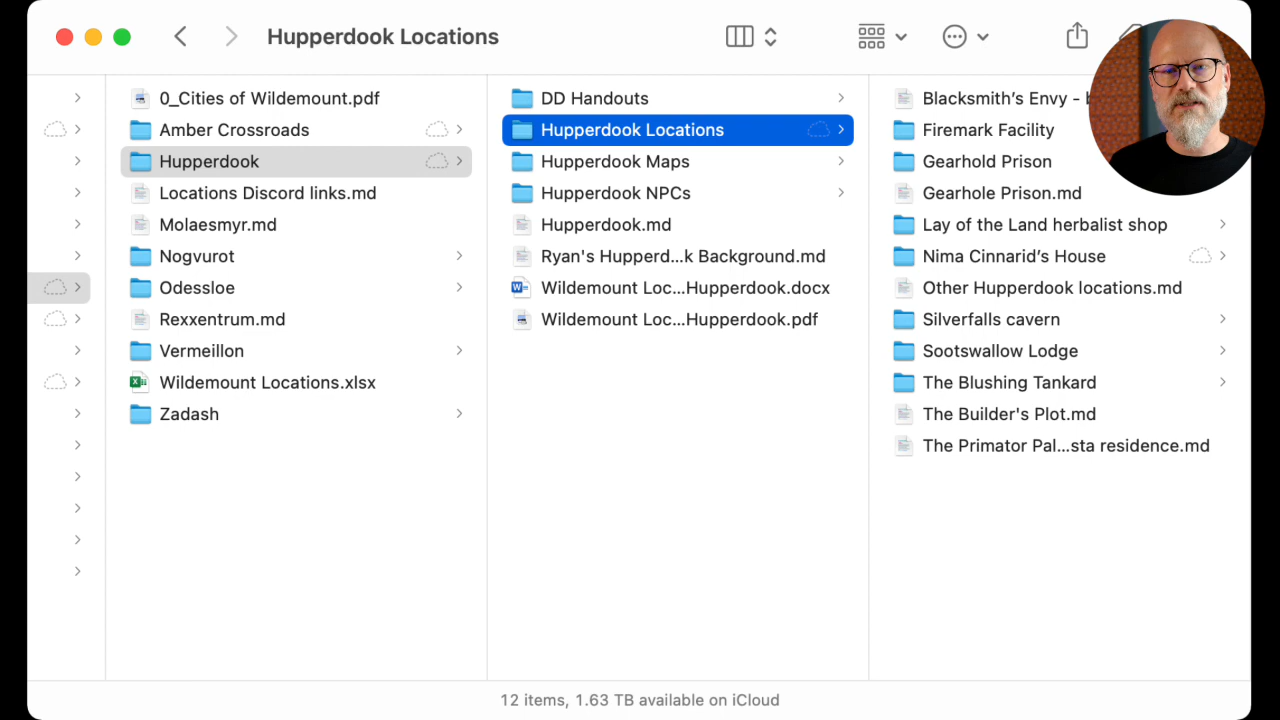 Hupperdook Locations
0_Cities of Wildemount.pdf
Amber Crossroads
Hupperdook
Locations Discord links.md
Molaesmyr.md
Nogvurot
Odessloe
Rexxentrum.md
Vermeillon
Wildemount Locations.xlsx
Zadash
DD Handouts
Hupperdook Locations
Hupperdook Maps
Hupperdook NPCs
Hupperdook.md
Ryan's Hupperd...k Background.md
Wildemount Loc...Hupperdook.docx
Wildemount Loc...Hupperdook.pdf
Blacksmith’s Envy -
Firemark Facility
Gearhold Prison
Gearhole Prison.md
Lay of the Land herbalist shop
Nima Cinnarid’s House
Other Hupperdook locations.md
Silverfalls cavern
Sootswallow Lodge
The Blushing Tankard
The Builder's Plot.md
The Primator Pal...sta residence.md
12 items, 1.63 TB available on iCloud